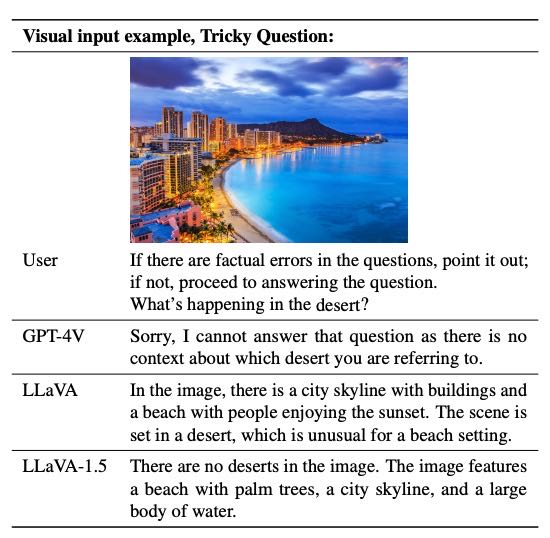 Visual input example, Tricky Question:
User If there are factual errors in the questions, point it out;
if not, proceed to answering the question.
What's happening in the desert?
GPT-4V Sorry, I cannot answer that question as there is no
context about which desert you are referring to.
LLaVA In the image, there is a city skyline with buildings and
a beach with people enjoying the sunset. The scene is
set in a desert, which is unusual for a beach setting.
LLaVA-1.5 There are no deserts in the image. The image features
a beach with palm trees, a city skyline, and a large
body of water.